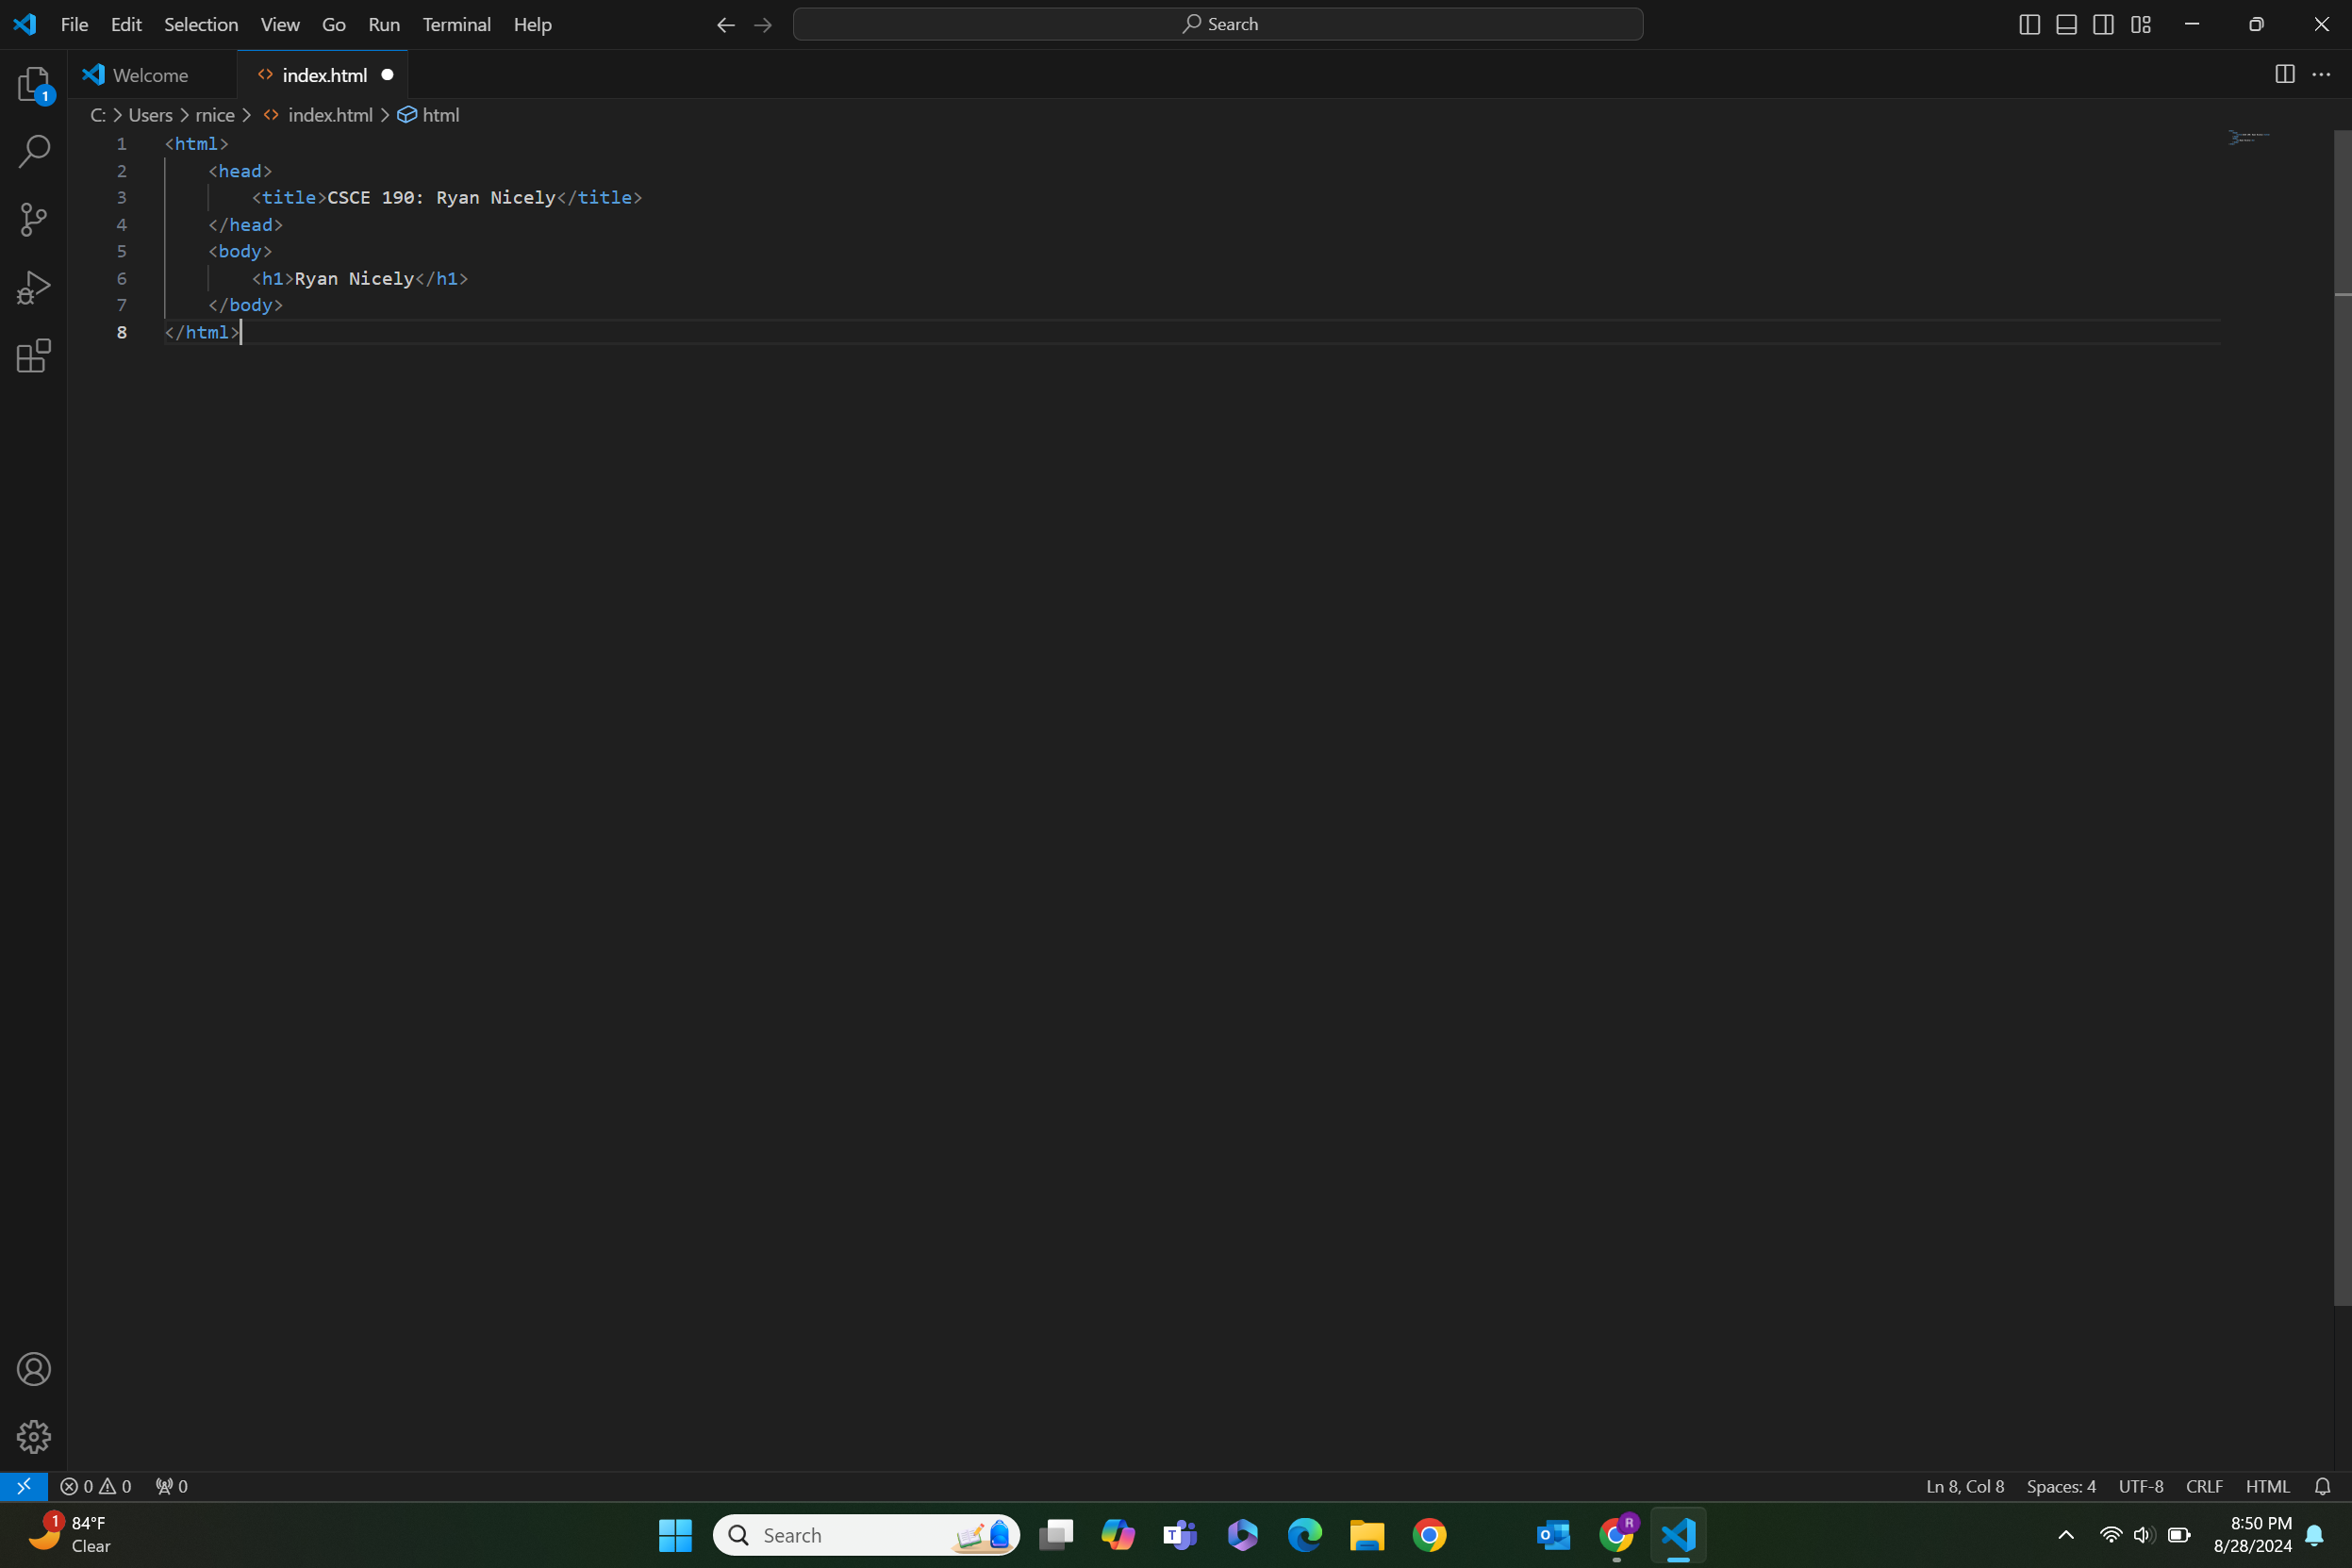 File Edit Selection View Go Run Terminal Help Search
Welcome index.html
1
C: > Users > rnice > index.html > html
1 <html>
2 <head>
3 <title>CSCE 190: Ryan Nicely</title>
4 </head>
5 <body>
6 <h1>Ryan Nicely</h1>
7 </body>
8 </html>
0 0 0 Ln 8, Col 8 Spaces: 4 UTF-8 CRLF HTML
1 84°F
Clear
Search
T
O
R
8:50 PM
8/28/2024